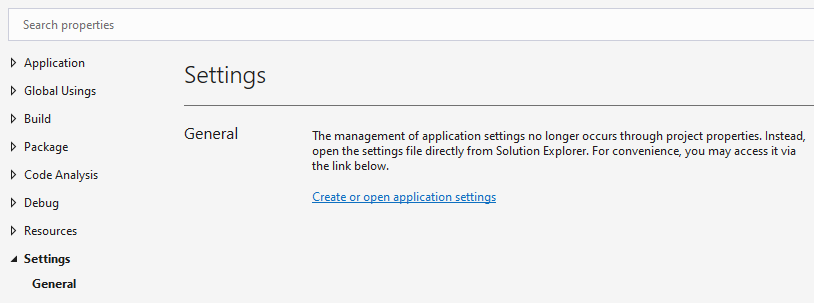 Search properties
Application
Global Usings
Build
Package
Code Analysis
Debug
Resources
Settings
General
Settings
General
The management of application settings no longer occurs through project properties. Instead,
open the settings file directly from Solution Explorer. For convenience, you may access it via
the link below.
Create or open application settings